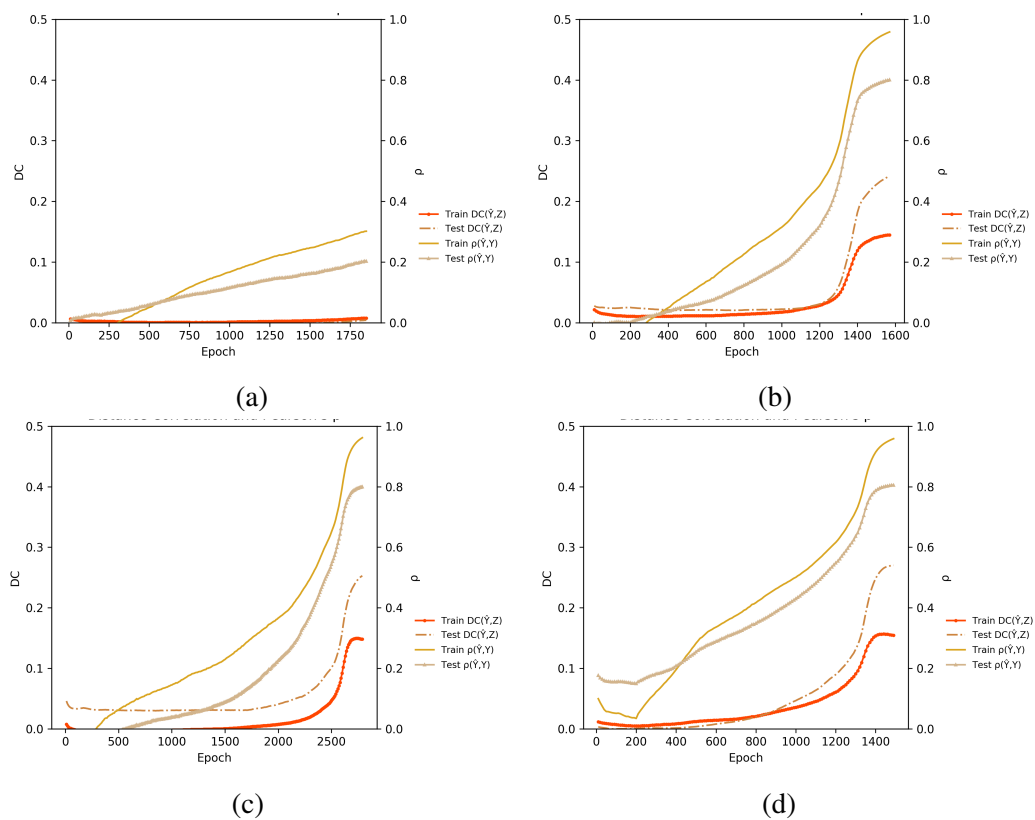 0.5 0.4 0.3 0.2 0.1 0.0
DC
1.0 0.8 0.6 0.4 0.2 0.0
ρ
0 250 500 750 1000 1250 1500 1750
Epoch
Train DC(Ŷ,Z)
Test DC(Ŷ,Z)
Train ρ(Ŷ,Y)
Test ρ(Ŷ,Y)
(a)
0.5 0.4 0.3 0.2 0.1 0.0
DC
1.0 0.8 0.6 0.4 0.2 0.0
ρ
0 200 400 600 800 1000 1200 1400 1600
Epoch
Train DC(Ŷ,Z)
Test DC(Ŷ,Z)
Train ρ(Ŷ,Y)
Test ρ(Ŷ,Y)
(b)
0.5 0.4 0.3 0.2 0.1 0.0
DC
1.0 0.8 0.6 0.4 0.2 0.0
ρ
0 500 1000 1500 2000 2500
Epoch
Train DC(Ŷ,Z)
Test DC(Ŷ,Z)
Train ρ(Ŷ,Y)
Test ρ(Ŷ,Y)
(c)
0.5 0.4 0.3 0.2 0.1 0.0
DC
1.0 0.8 0.6 0.4 0.2 0.0
ρ
0 200 400 600 800 1000 1200 1400
Epoch
Train DC(Ŷ,Z)
Test DC(Ŷ,Z)
Train ρ(Ŷ,Y)
Test ρ(Ŷ,Y)
(d)